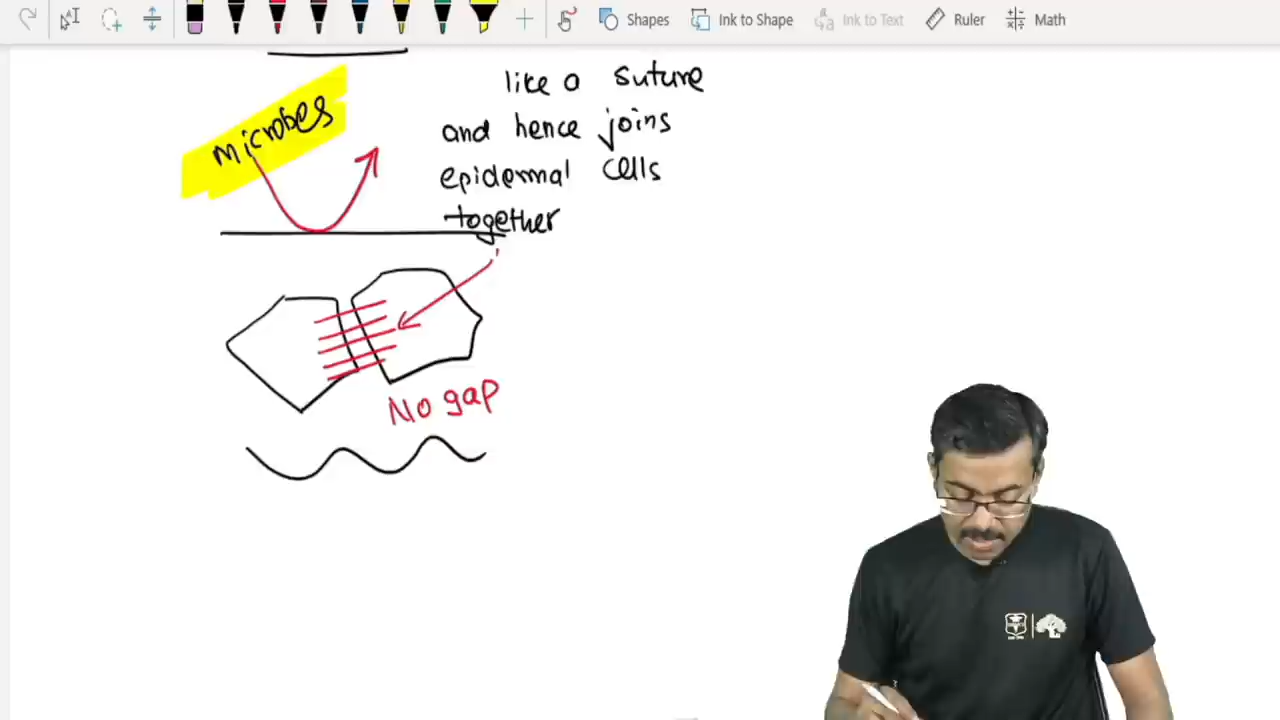 Shapes Ink to Shape Ink to Text Ruler Math
like a suture
and hence joins
epidermal cells
together
microbes
No gap